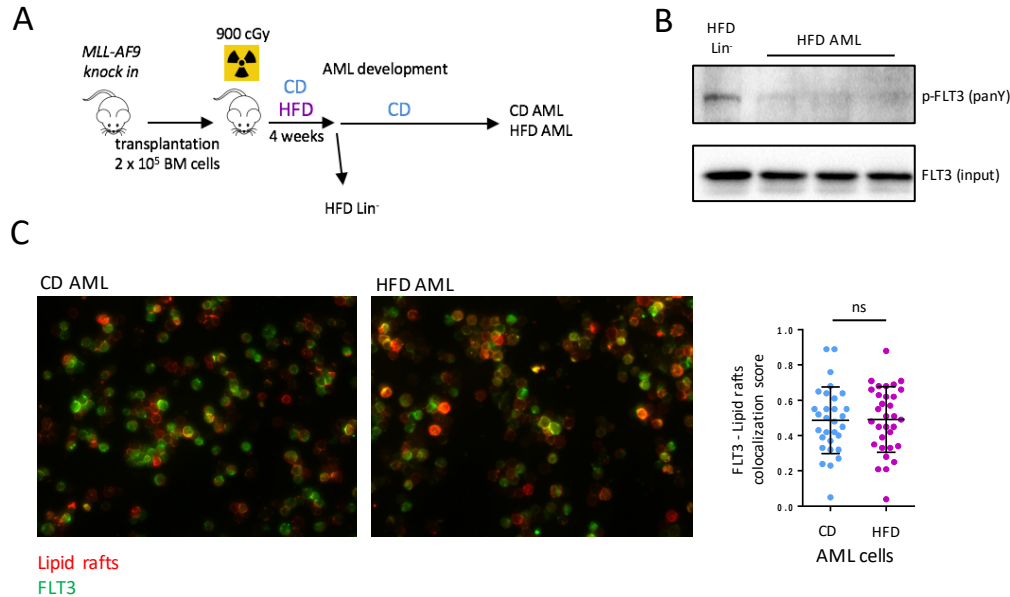 A
MLL-AF9
knock in
transplantation
2 x 10⁵ BM cells
900 cGy
CD
HFD
4 weeks
AML development
CD
CD AML
HFD AML
HFD Lin⁻
B
HFD
Lin⁻
HFD AML
p-FLT3 (panY)
FLT3 (input)
C
CD AML
HFD AML
Lipid rafts
FLT3
ns
FLT3 - Lipid rafts
colocalization score
1.0
0.8
0.6
0.4
0.2
0.0
CD
HFD
AML cells